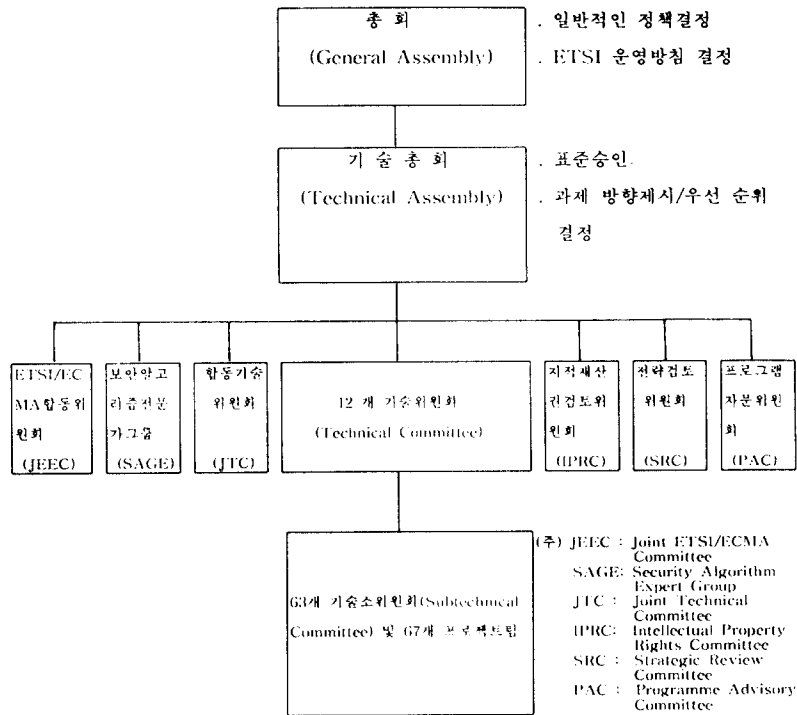 총 회
(General Assembly)
. 일반적인 정책결정
. ETSI 운영방침 결정
기 술 총 회
(Technical Assembly)
. 표준승인.
. 과제 방향제시/우선 순위
결정
ETSI/EC
MA합동위
원회
(JEEC)
보안알고
리즘전문
가그룹
(SAGE)
합동기술
위원회
(JTC)
12 개 기술위원회
(Technical Committee)
지적재산
권검토위
원회
(IPRC)
전략검토
위원회
(SRC)
프로그램
자문위원
회
(PAC)
63개 기술소위원회(Subtechnical
Committee) 및 67개 프로젝트팀
(주) JEEC : Joint ETSI/ECMA
Committee
SAGE: Security Algorithm
Expert Group
JTC : Joint Technical
Committee
IPRC: Intellectual Property
Rights Committee
SRC : Strategic Review
Committee
PAC : Programme Advisory
Committee